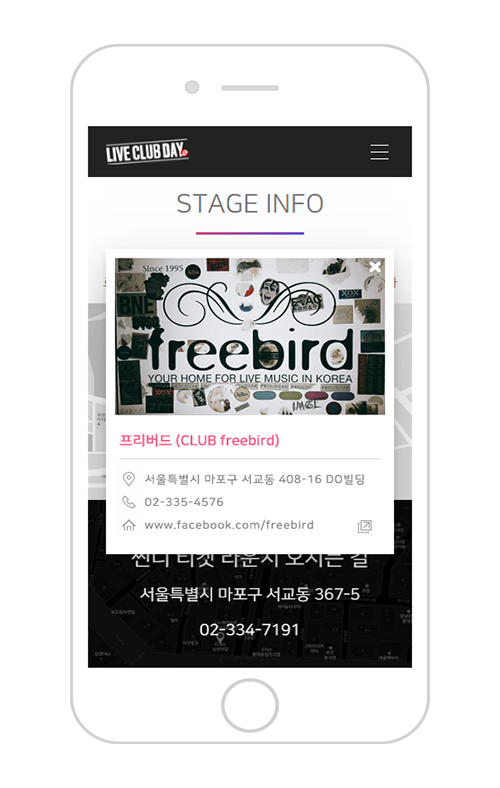 LIVE CLUB DAY
STAGE INFO
Since 1995
BNE
XOX
freebird
YOUR HOME FOR LIVE MUSIC IN KOREA
프리버드 (CLUB freebird)
서울특별시 마포구 서교동 408-16 DO빌딩
02-335-4576
www.facebook.com/freebird
티켓 라운지 오시는 길
서울특별시 마포구 서교동 367-5
02-334-7191